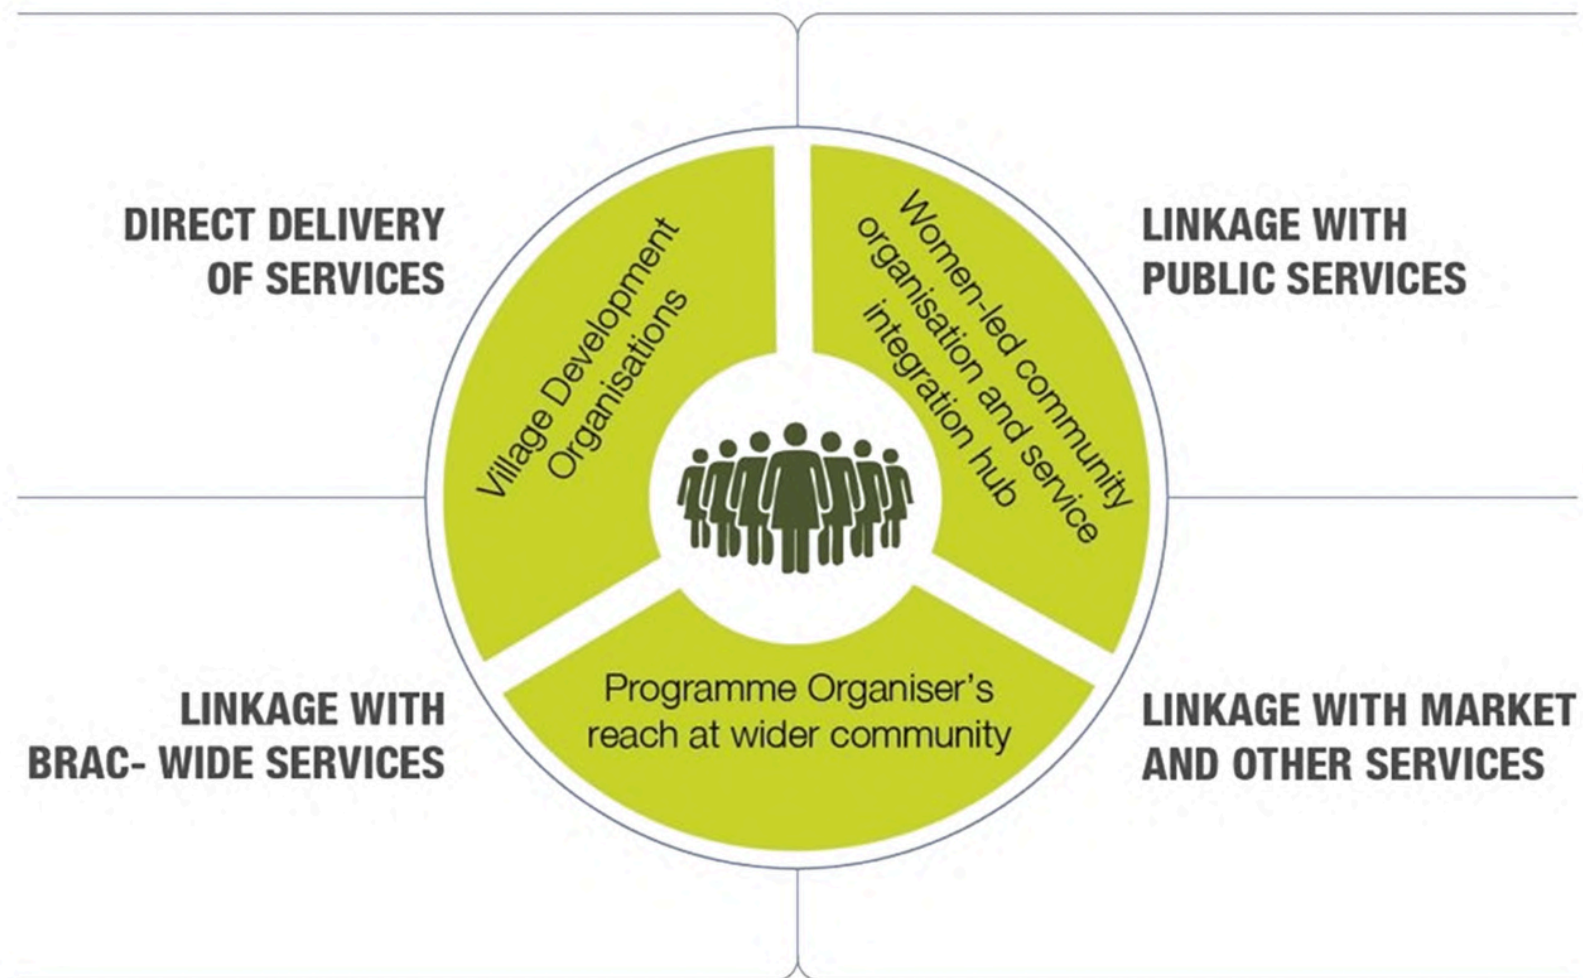 DIRECT DELIVERY
OF SERVICES
Village Development
Organisations
Women-led community
organisation and service
integration hub
LINKAGE WITH
PUBLIC SERVICES
LINKAGE WITH
BRAC- WIDE SERVICES
Programme Organiser’s
reach at wider community
LINKAGE WITH MARKET
AND OTHER SERVICES